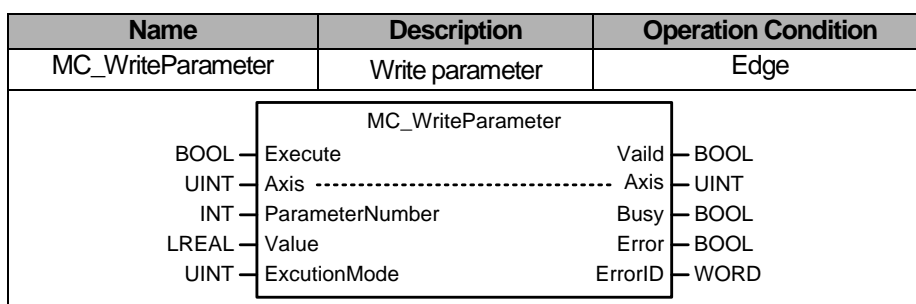 Name Description Operation Condition
MC_WriteParameter Write parameter Edge
MC_WriteParameter
BOOL Execute Vaild BOOL
UINT Axis Axis UINT
INT ParameterNumber Busy BOOL
LREAL Value Error BOOL
UINT ExcutionMode ErrorID WORD